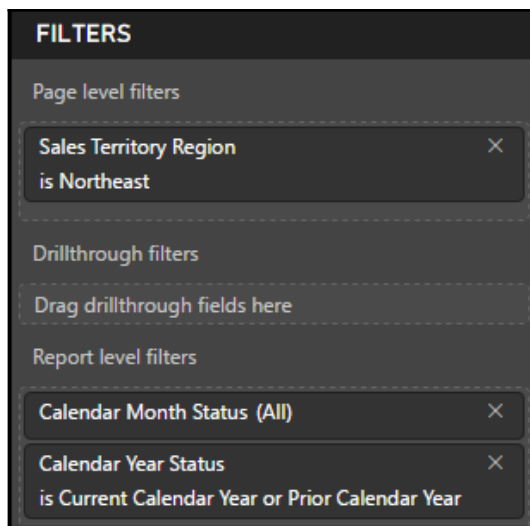 FILTERS
Page level filters
Sales Territory Region
is Northeast
Drillthrough filters
Drag drillthrough fields here
Report level filters
Calendar Month Status (All)
Calendar Year Status
is Current Calendar Year or Prior Calendar Year